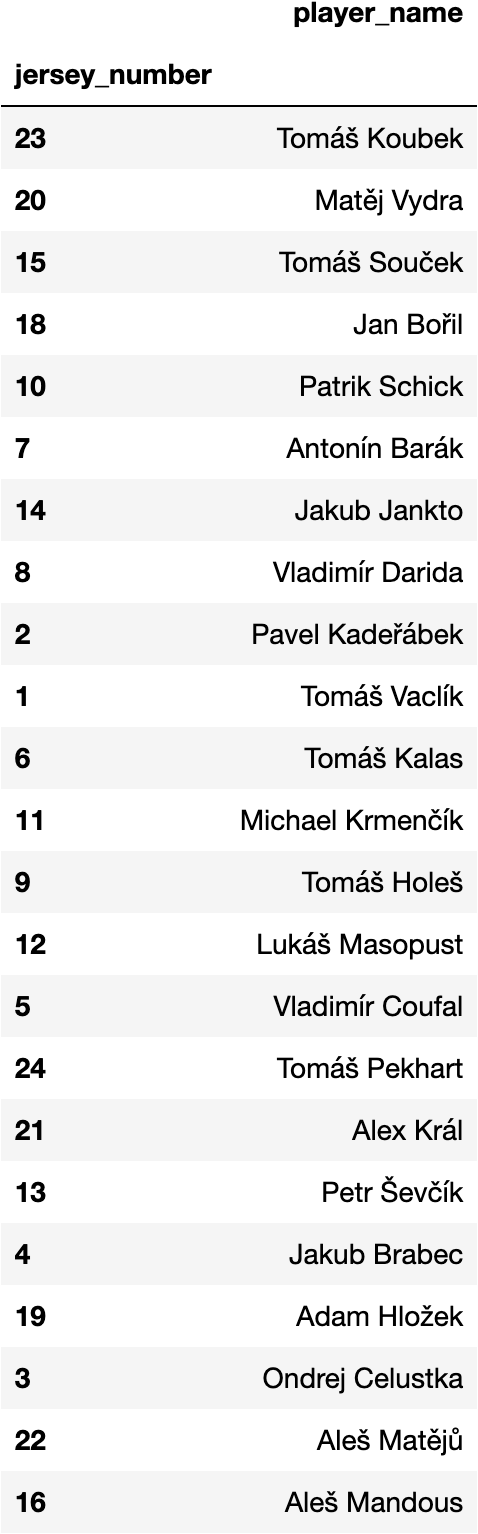 player_name
jersey_number
23 Tomáš Koubek
20 Matěj Vydra
15 Tomáš Souček
18 Jan Bořil
10 Patrik Schick
7 Antonín Barák
14 Jakub Jankto
8 Vladimír Darida
2 Pavel Kadeřábek
1 Tomáš Vaclík
6 Tomáš Kalas
11 Michael Krmenčík
9 Tomáš Holeš
12 Lukáš Masopust
5 Vladimír Coufal
24 Tomáš Pekhart
21 Alex Král
13 Petr Ševčík
4 Jakub Brabec
19 Adam Hložek
3 Ondrej Celustka
22 Aleš Matějů
16 Aleš Mandous